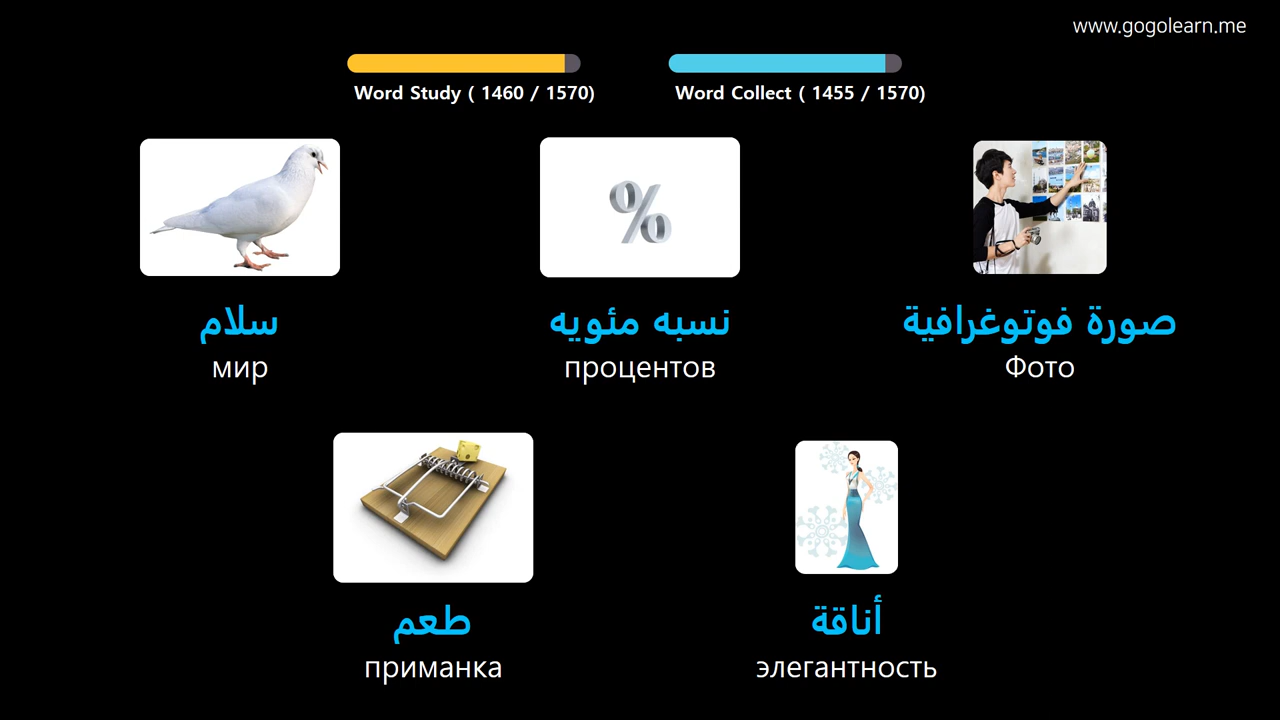 www.gogolearn.me
Word Study ( 1460 / 1570)
Word Collect ( 1455 / 1570)
سلام
мир
نسبه مئويه
процентов
صورة فوتوغرافية
Фото
طعم
приманка
أناقة
элегантность